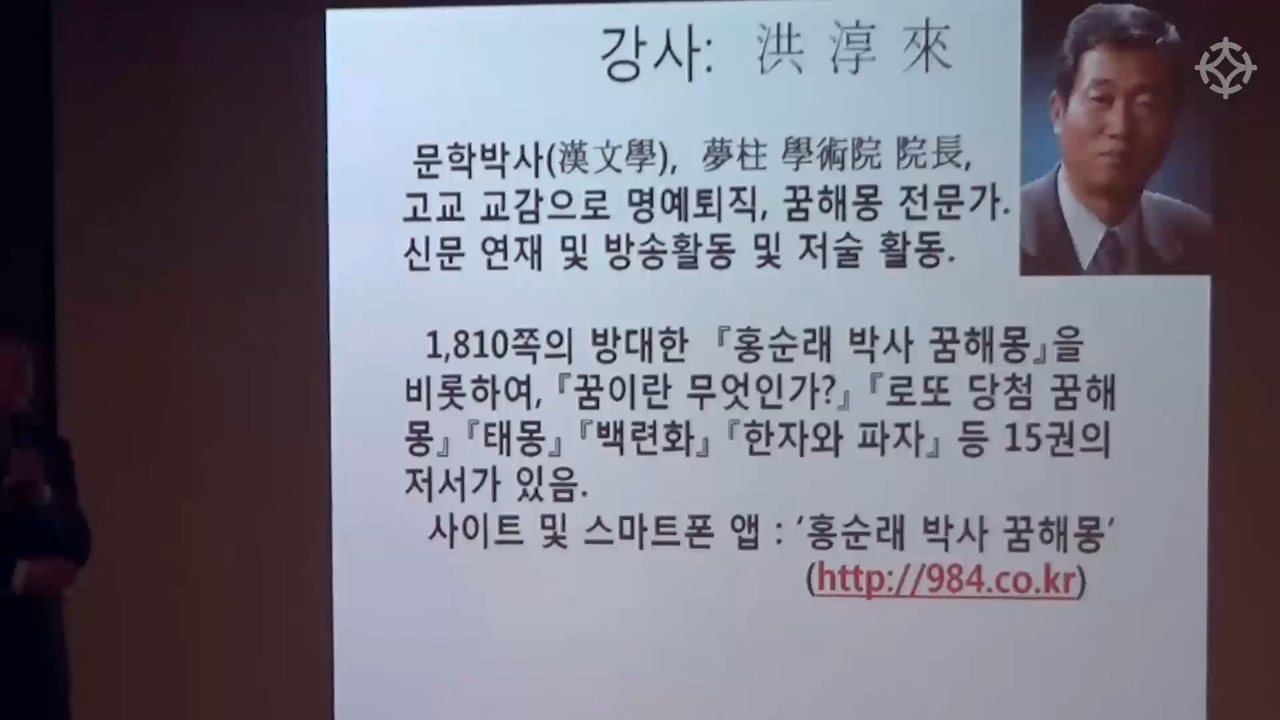 강사: 洪淳來
문학박사(漢文學), 夢柱 學術院 院長,
고교 교감으로 명예퇴직, 꿈해몽 전문가.
신문 연재 및 방송활동 및 저술 활동.
1,810쪽의 방대한 『홍순래 박사 꿈해몽』을
비롯하여, 『꿈이란 무엇인가?』『로또 당첨 꿈해
몽』『태몽』『백련화』『한자와 파자』 등 15권의
저서가 있음.
사이트 및 스마트폰 앱 : '홍순래 박사 꿈해몽'
(http://984.co.kr)